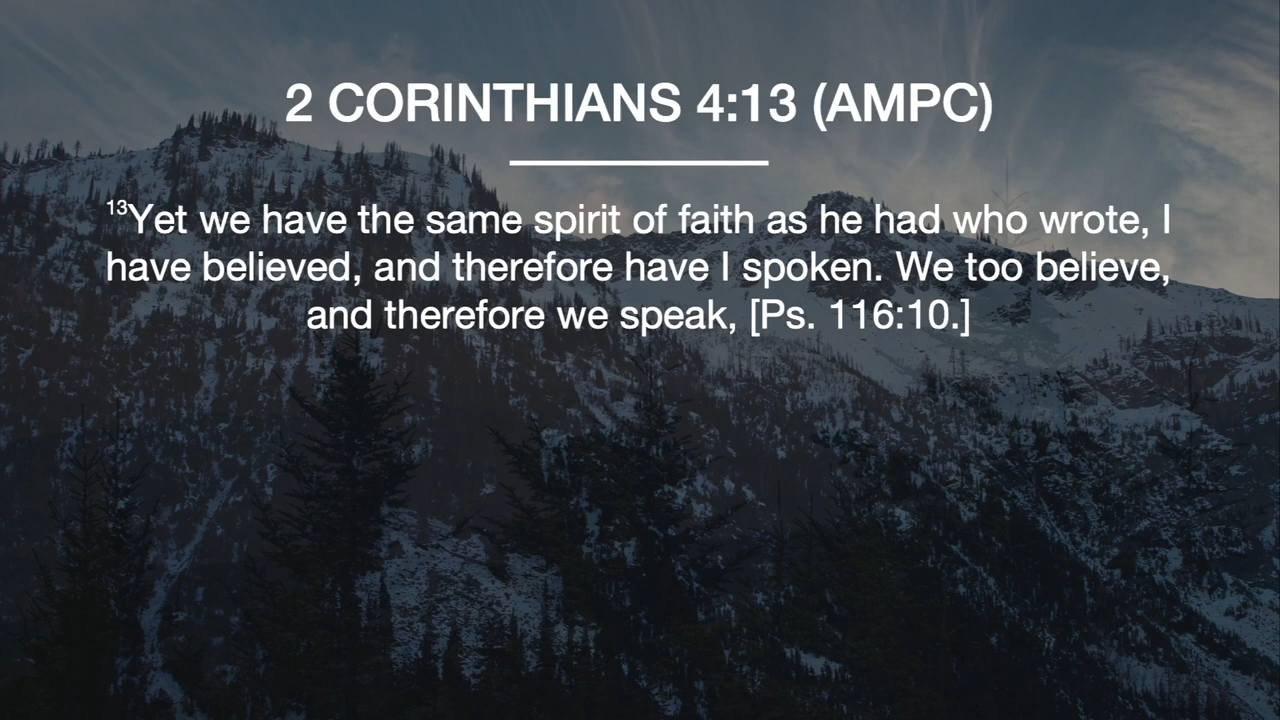 2 CORINTHIANS 4:13 (AMPC)
13Yet we have the same spirit of faith as he had who wrote, I
have believed, and therefore have I spoken. We too believe,
and therefore we speak, [Ps. 116:10.]